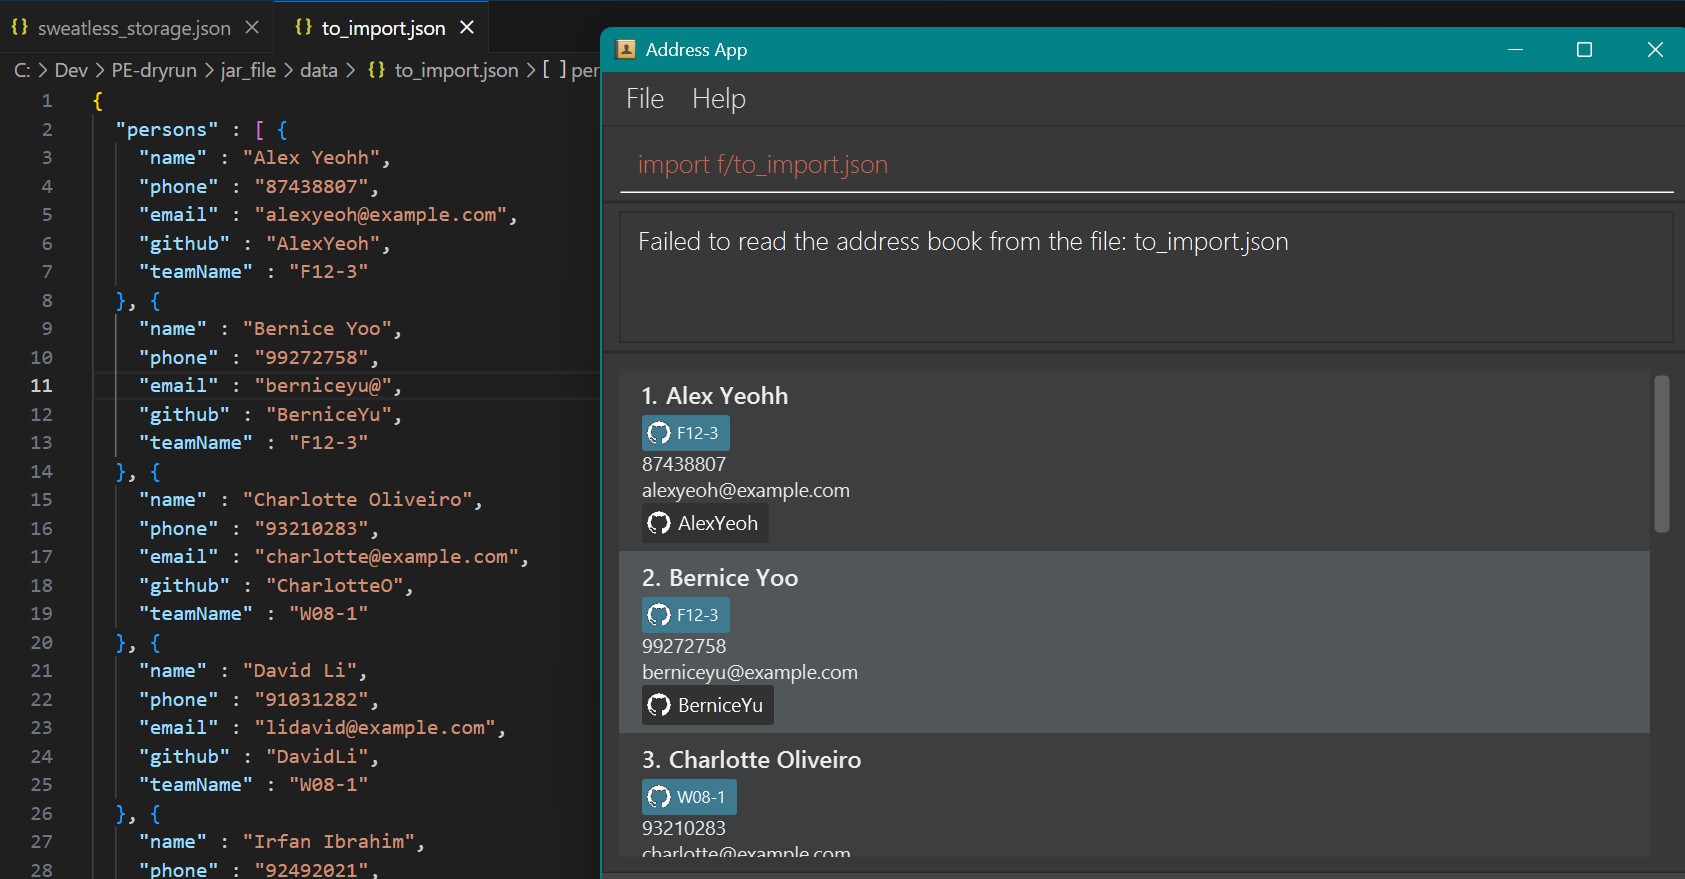 sweatless_storage.json
to_import.json
C: > Dev > PE-dryrun > jar_file > data > {} to_import.json > [ ] per
1 {
2 "persons" : [ {
3 "name" : "Alex Yeohh",
4 "phone" : "87438807",
5 "email" : "alexyeoh@example.com",
6 "github" : "AlexYeoh",
7 "teamName" : "F12-3"
8 }, {
9 "name" : "Bernice Yoo",
10 "phone" : "99272758",
11 "email" : "berniceyu@",
12 "github" : "BerniceYu",
13 "teamName" : "F12-3"
14 }, {
15 "name" : "Charlotte Oliveiro",
16 "phone" : "93210283",
17 "email" : "charlotte@example.com",
18 "github" : "CharlotteO",
19 "teamName" : "W08-1"
20 }, {
21 "name" : "David Li",
22 "phone" : "91031282",
23 "email" : "lidavid@example.com",
24 "github" : "DavidLi",
25 "teamName" : "W08-1"
26 }, {
27 "name" : "Irfan Ibrahim",
28 "phone" : "92492021",
Address App
File Help
import f/to_import.json
Failed to read the address book from the file: to_import.json
1. Alex Yeohh
F12-3
87438807
alexyeoh@example.com
AlexYeoh
2. Bernice Yoo
F12-3
99272758
berniceyu@example.com
BerniceYu
3. Charlotte Oliveiro
W08-1
93210283
charlotte@example.com